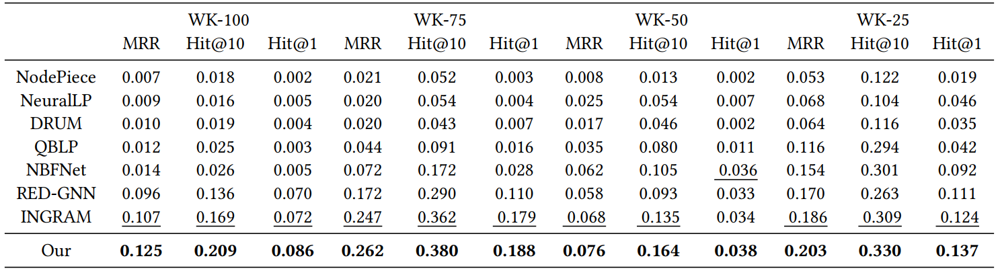 WK-100 WK-75 WK-50 WK-25
MRR Hit@10 Hit@1 MRR Hit@10 Hit@1 MRR Hit@10 Hit@1 MRR Hit@10 Hit@1
NodePiece 0.007 0.018 0.002 0.021 0.052 0.003 0.008 0.013 0.002 0.053 0.122 0.019
NeuralLP 0.009 0.016 0.005 0.020 0.054 0.004 0.025 0.054 0.007 0.068 0.104 0.046
DRUM 0.010 0.019 0.004 0.020 0.043 0.007 0.017 0.046 0.002 0.064 0.116 0.035
QBLP 0.012 0.025 0.003 0.044 0.091 0.016 0.035 0.080 0.011 0.116 0.294 0.042
NBFNet 0.014 0.026 0.005 0.072 0.172 0.028 0.062 0.105 0.036 0.154 0.301 0.092
RED-GNN 0.096 0.136 0.070 0.172 0.290 0.110 0.058 0.093 0.033 0.170 0.263 0.111
INGRAM 0.107 0.169 0.072 0.247 0.362 0.179 0.068 0.135 0.034 0.186 0.309 0.124
Our 0.125 0.209 0.086 0.262 0.380 0.188 0.076 0.164 0.038 0.203 0.330 0.137